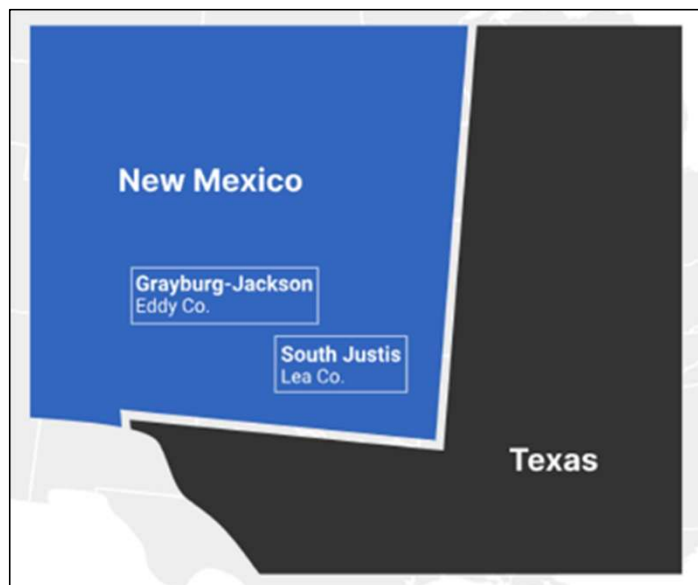 New Mexico
Grayburg-Jackson
Eddy Co.
South Justis
Lea Co.
Texas